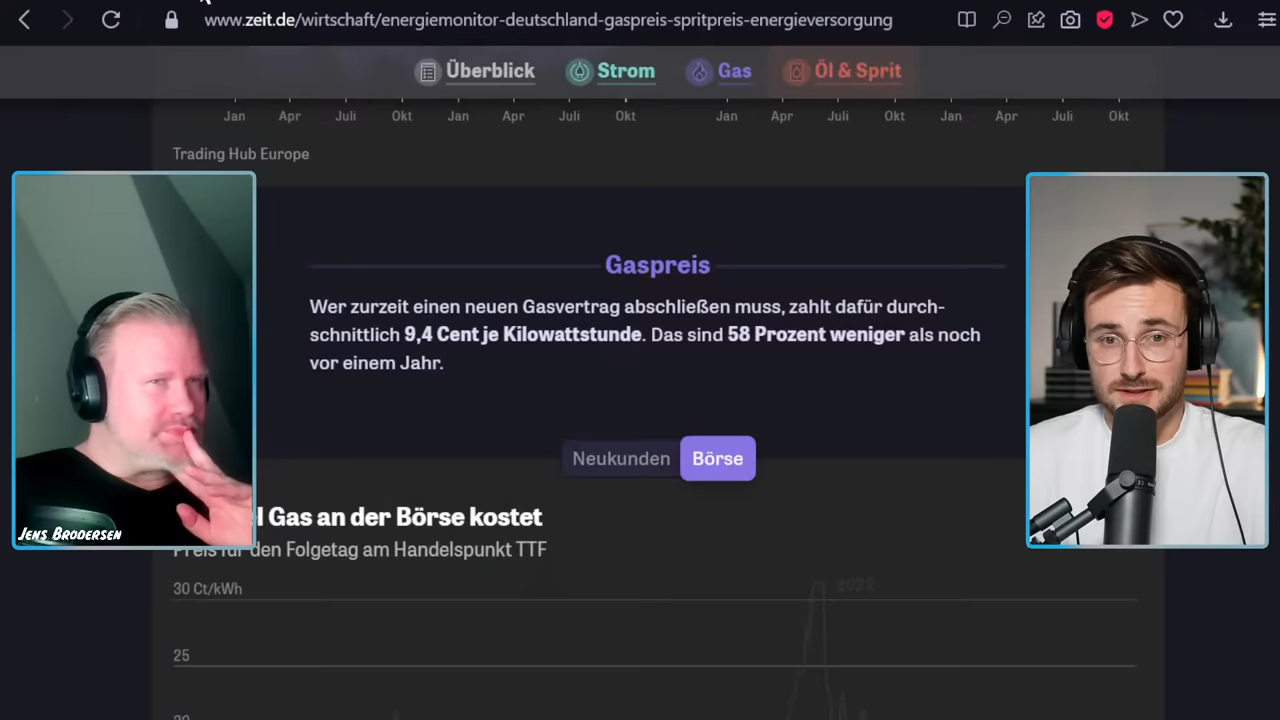 www.zeit.de/wirtschaft/energiemonitor-deutschland-gaspreis-spritpreis-energieversorgung
Überblick Strom Gas Öl & Sprit
Jan Apr Juli Okt Jan Apr Juli Okt Jan Apr Juli Okt Jan Apr Juli Okt
Trading Hub Europe
Gaspreis
Wer zurzeit einen neuen Gasvertrag abschließen muss, zahlt dafür durch-
schnittlich 9,4 Cent je Kilowattstunde. Das sind 58 Prozent weniger als noch
vor einem Jahr.
Neukunden Börse
Gas an der Börse kostet
JENS BRODERSEN
Preis für den Folgetag am Handelspunkt TTF
30 Ct/kWh
2022
25